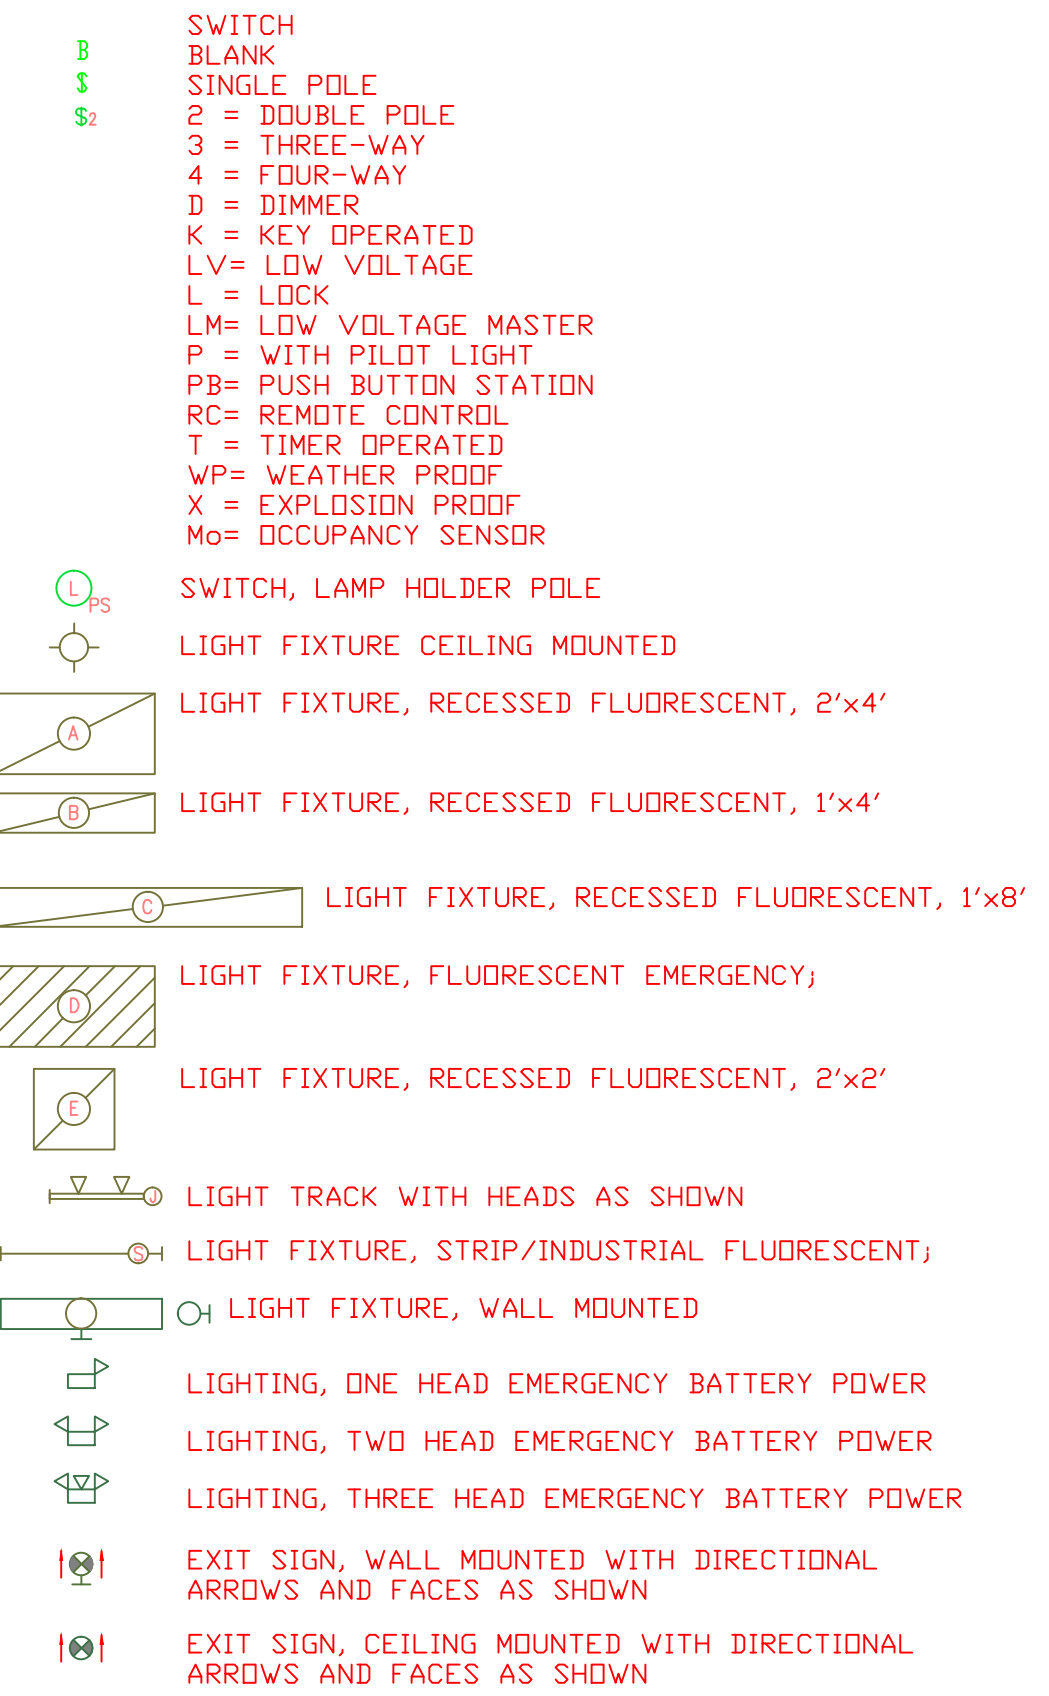 SWITCH
B BLANK
$ SINGLE POLE
$2 2 = DOUBLE POLE
3 = THREE-WAY
4 = FOUR-WAY
D = DIMMER
K = KEY OPERATED
LV= LOW VOLTAGE
L = LOCK
LM= LOW VOLTAGE MASTER
P = WITH PILOT LIGHT
PB= PUSH BUTTON STATION
RC= REMOTE CONTROL
T = TIMER OPERATED
WP= WEATHER PROOF
X = EXPLOSION PROOF
Mo= OCCUPANCY SENSOR
L PS SWITCH, LAMP HOLDER POLE
LIGHT FIXTURE CEILING MOUNTED
A LIGHT FIXTURE, RECESSED FLUORESCENT, 2'x4'
B LIGHT FIXTURE, RECESSED FLUORESCENT, 1'x4'
C LIGHT FIXTURE, RECESSED FLUORESCENT, 1'x8'
D LIGHT FIXTURE, FLUORESCENT EMERGENCY;
E LIGHT FIXTURE, RECESSED FLUORESCENT, 2'x2'
J LIGHT TRACK WITH HEADS AS SHOWN
S LIGHT FIXTURE, STRIP/INDUSTRIAL FLUORESCENT;
LIGHT FIXTURE, WALL MOUNTED
LIGHTING, ONE HEAD EMERGENCY BATTERY POWER
LIGHTING, TWO HEAD EMERGENCY BATTERY POWER
LIGHTING, THREE HEAD EMERGENCY BATTERY POWER
EXIT SIGN, WALL MOUNTED WITH DIRECTIONAL
ARROWS AND FACES AS SHOWN
EXIT SIGN, CEILING MOUNTED WITH DIRECTIONAL
ARROWS AND FACES AS SHOWN